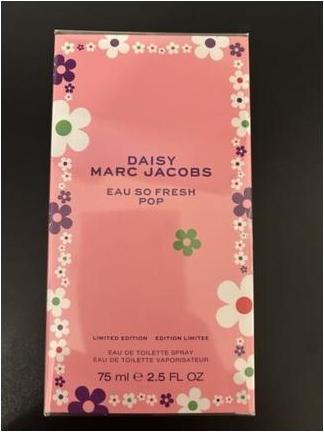 DAISY
MARC JACOBS
EAU SO FRESH
POP
LIMITED EDITION EDITION LIMITEE
EAU DE TOILETTE SPRAY
EAU DE TOILETTE VAPORISATEUR
75 ml ℮ 2.5 FL OZ